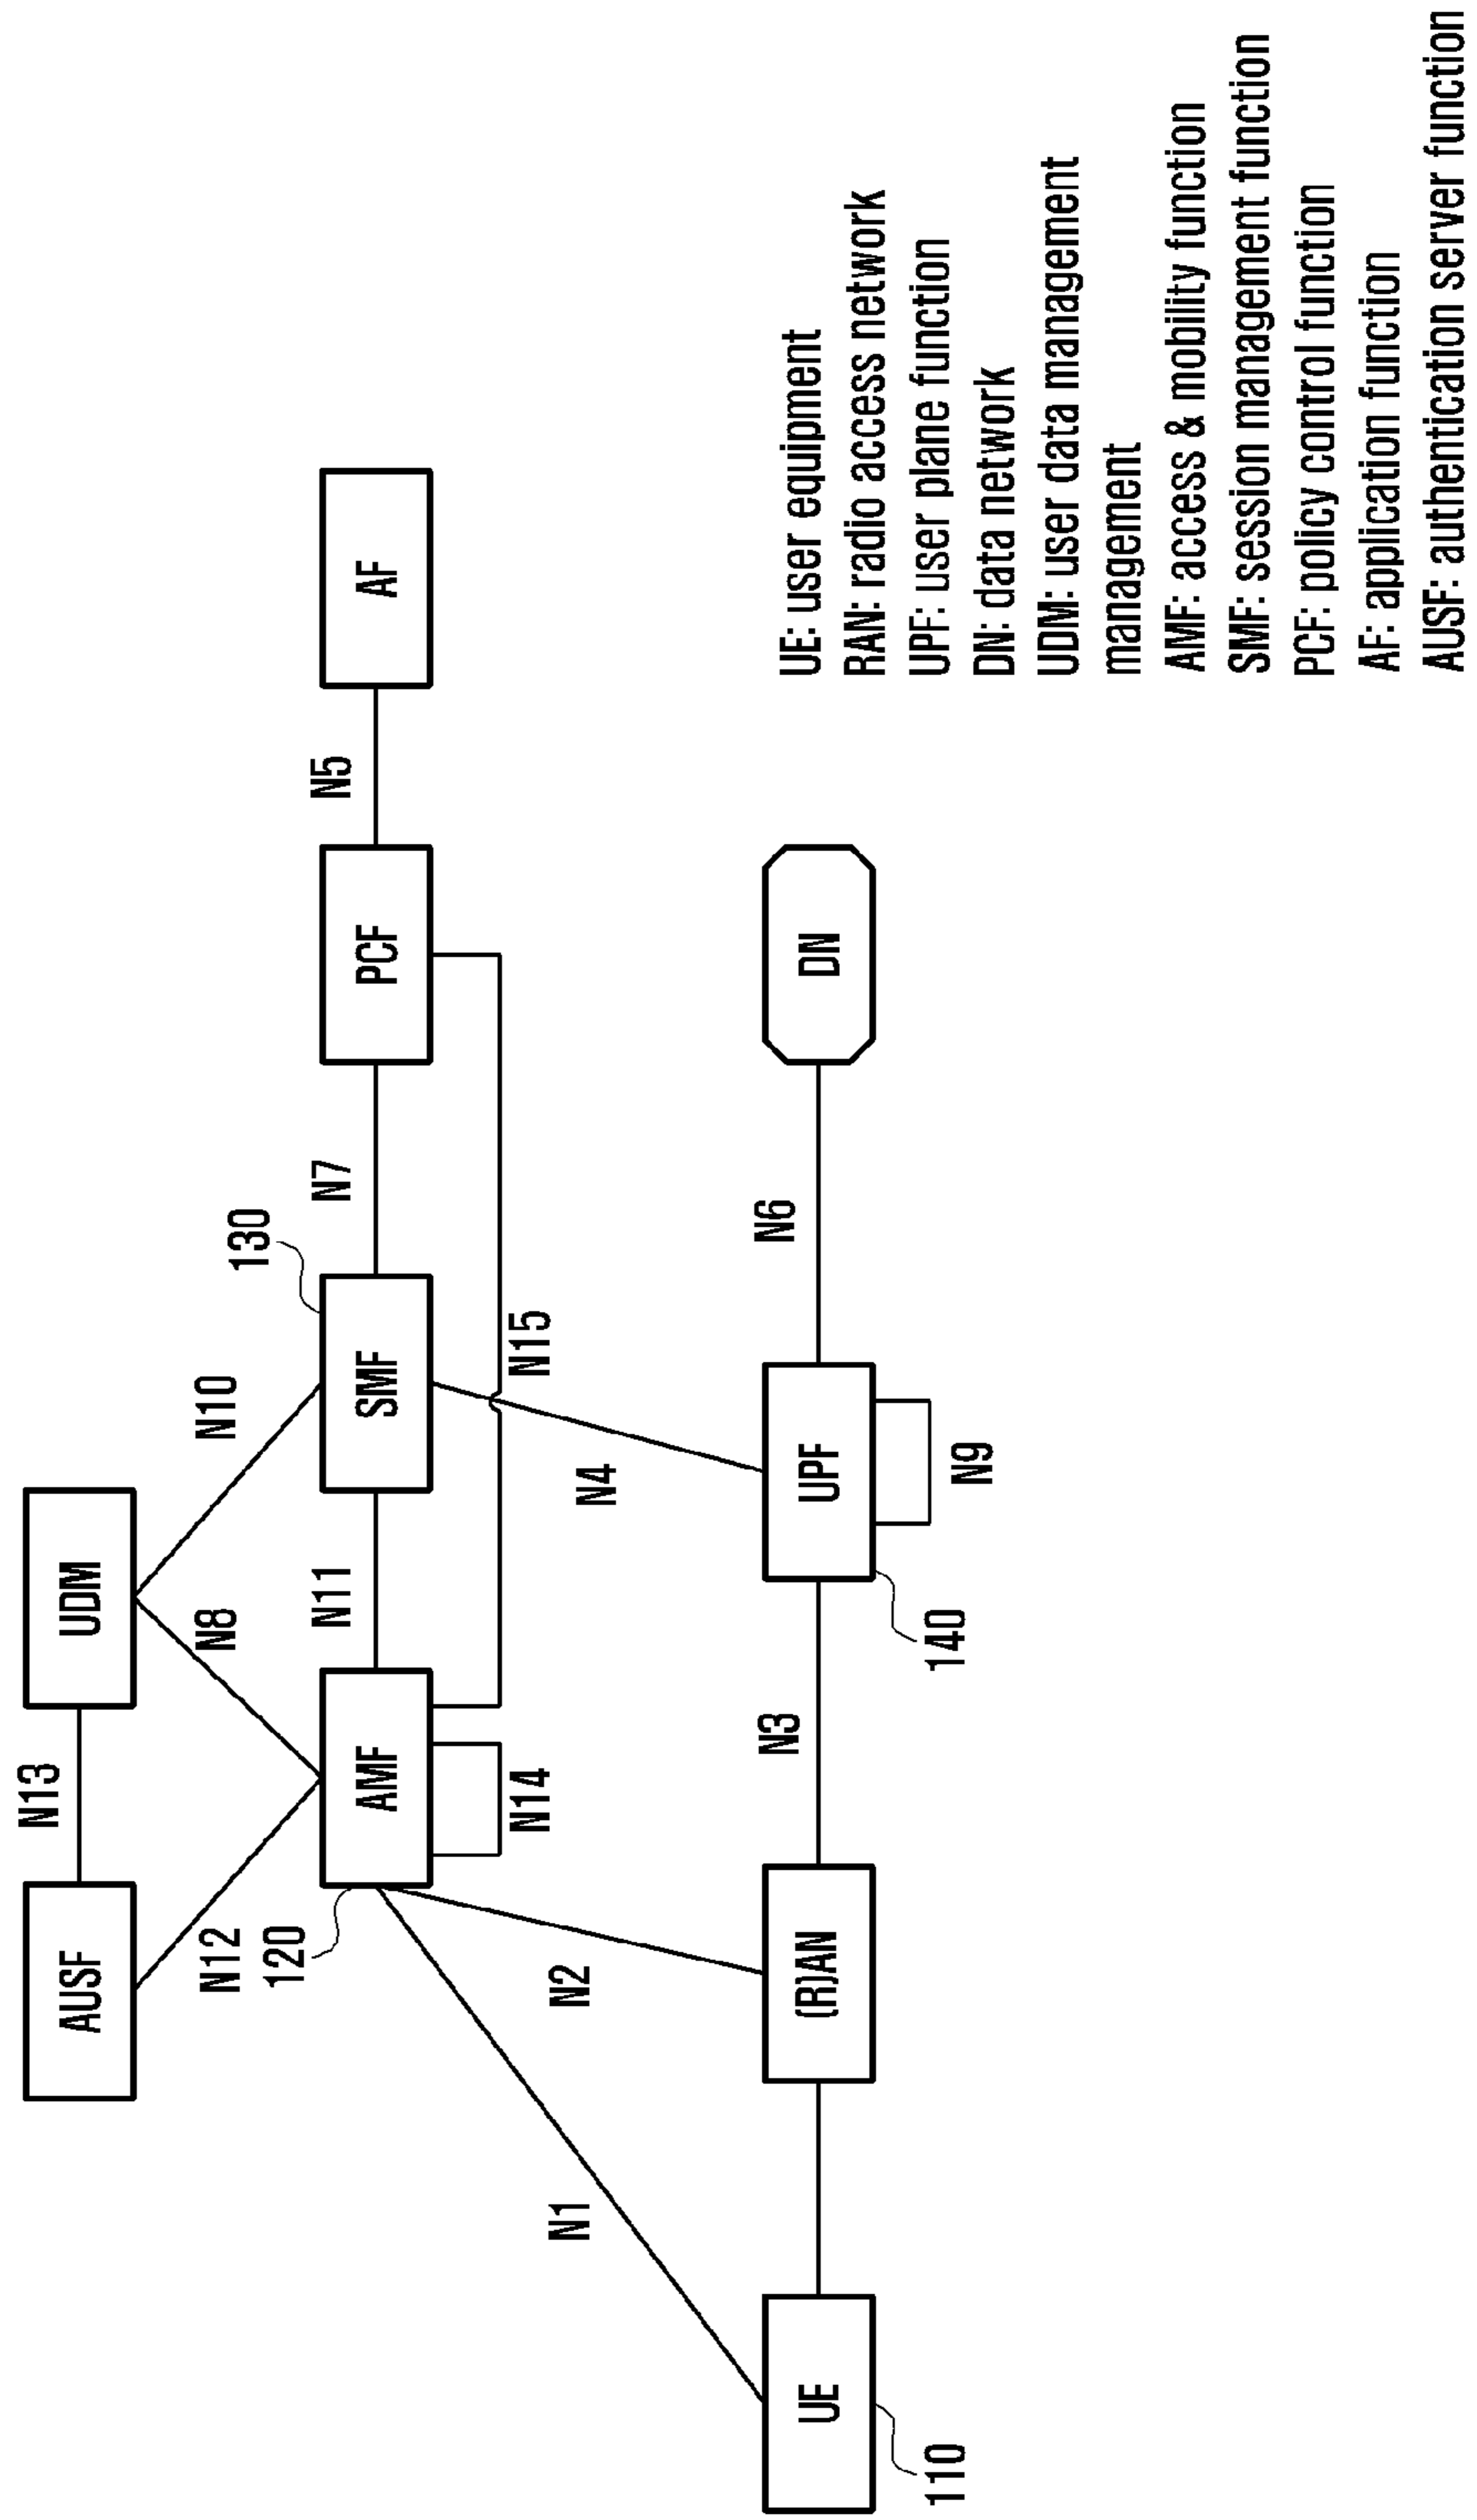 N13
AUSF
UDM
N12
N8
N10
120
130
N11
N7
N5
AMF
SMF
PCF
AF
N14
N15
N1
N2
N4
N3
N6
UE
(R)AN
UPF
DN
110
140
N9
UE: user equipment
RAN: radio access network
UPF: user plane function
DN: data network
UDM: user data management
management
AMF: access & mobility function
SMF: session management function
PCF: policy control function
AF: application function
AUSF: authentication server function